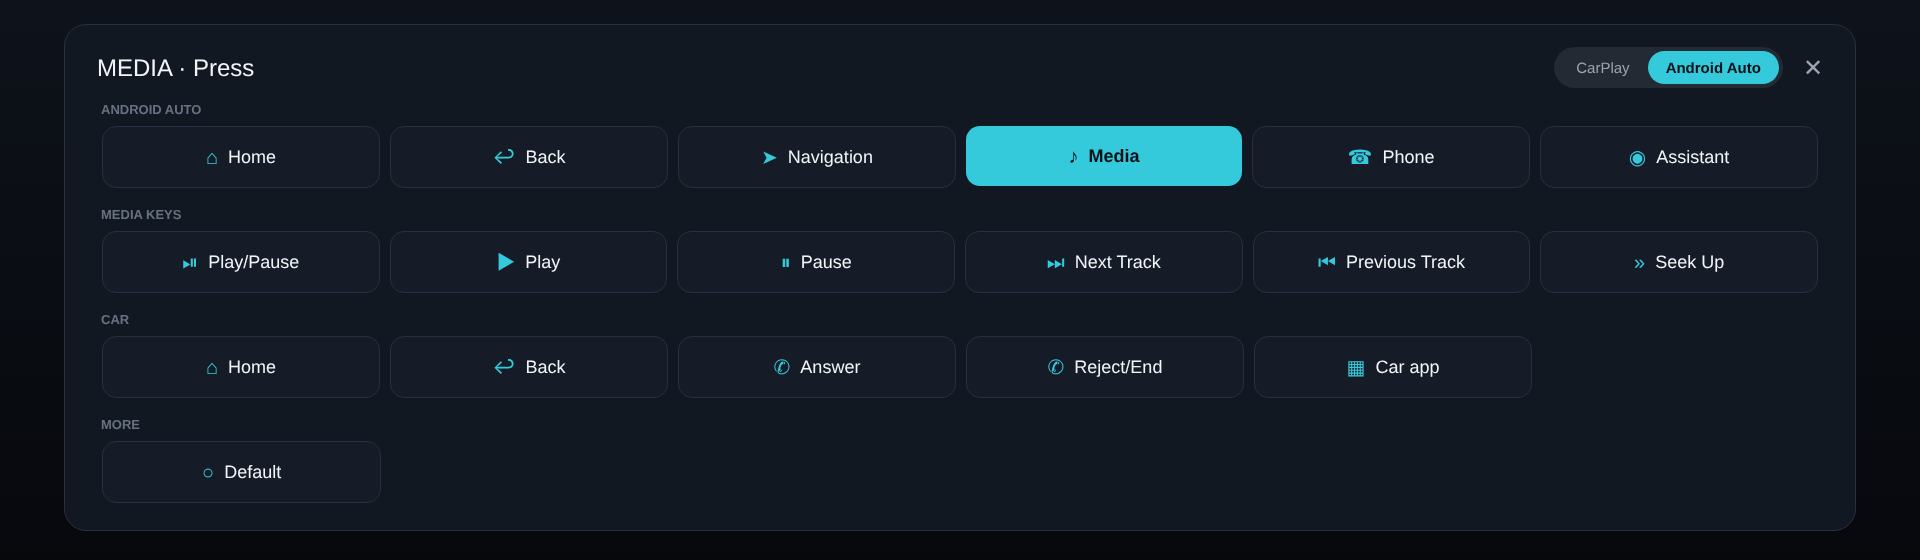 MEDIA · Press
CarPlay
Android Auto
ANDROID AUTO
Home
Back
Navigation
Media
Phone
Assistant
MEDIA KEYS
Play/Pause
Play
Pause
Next Track
Previous Track
Seek Up
CAR
Home
Back
Answer
Reject/End
Car app
MORE
Default